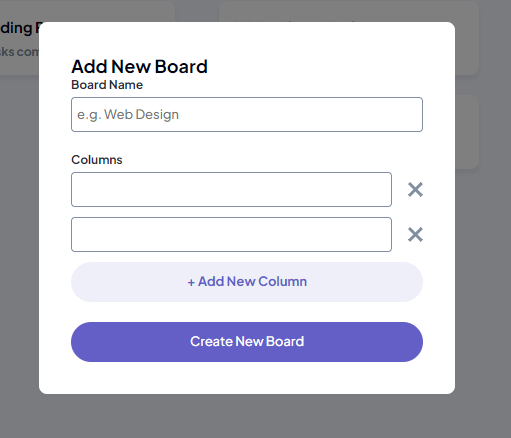 ding
ks com
Add New Board
Board Name
e.g. Web Design
Columns
+ Add New Column
Create New Board